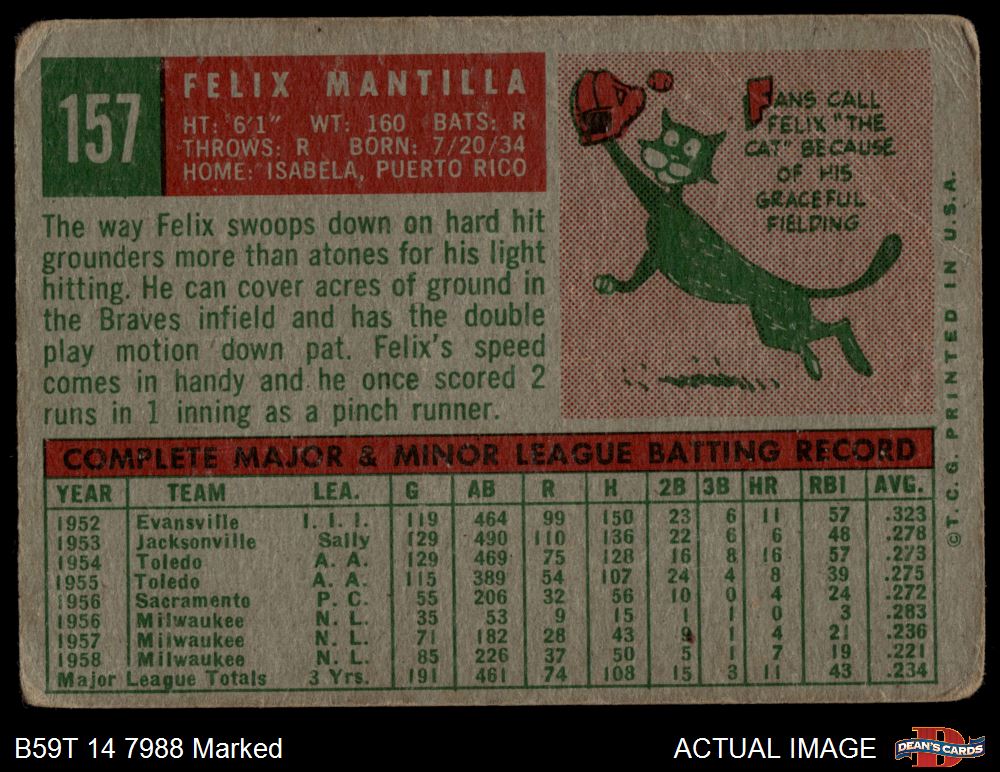 157
FELIX MANTILLA
HT: 6'1" WT: 160 BATS: R
THROWS: R BORN: 7/20/34
HOME: ISABELA, PUERTO RICO
The way Felix swoops down on hard hit
grounders more than atones for his light
hitting. He can cover acres of ground in
the Braves infield and has the double
play motion down pat. Felix's speed
comes in handy and he once scored 2
runs in 1 inning as a pinch runner.
FANS CALL
FELIX "THE
CAT" BECAUSE
OF HIS
GRACEFUL
FIELDING
©T. C. G. PRINTED IN U.S.A.
COMPLETE MAJOR & MINOR LEAGUE BATTING RECORD
YEAR TEAM LEA. G AB R H 2B 3B HR RBI AVG.
1952 Evansville I. I. I. 119 464 99 150 23 6 11 57 .323
1953 Jacksonville Sally 129 490 110 136 22 6 6 48 .278
1954 Toledo A. A. 129 469 75 128 16 8 16 57 .273
1955 Toledo A. A. 115 389 54 107 24 4 8 39 .275
1956 Sacramento P. C. 55 206 32 56 10 0 4 24 .272
1956 Milwaukee N. L. 35 53 9 15 1 1 0 3 .283
1957 Milwaukee N. L. 71 182 28 43 9 1 4 21 .236
1958 Milwaukee N. L. 85 226 37 50 5 1 7 19 .221
Major League Totals 3 Yrs. 191 461 74 108 15 3 11 43 .234
B59T 14 7988 Marked
ACTUAL IMAGE
DEAN'S CARDS